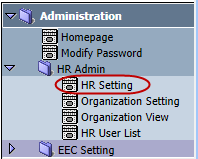 Administration
Homepage
Modify Password
HR Admin
HR Setting
Organization Setting
Organization View
HR User List
EEC Setting